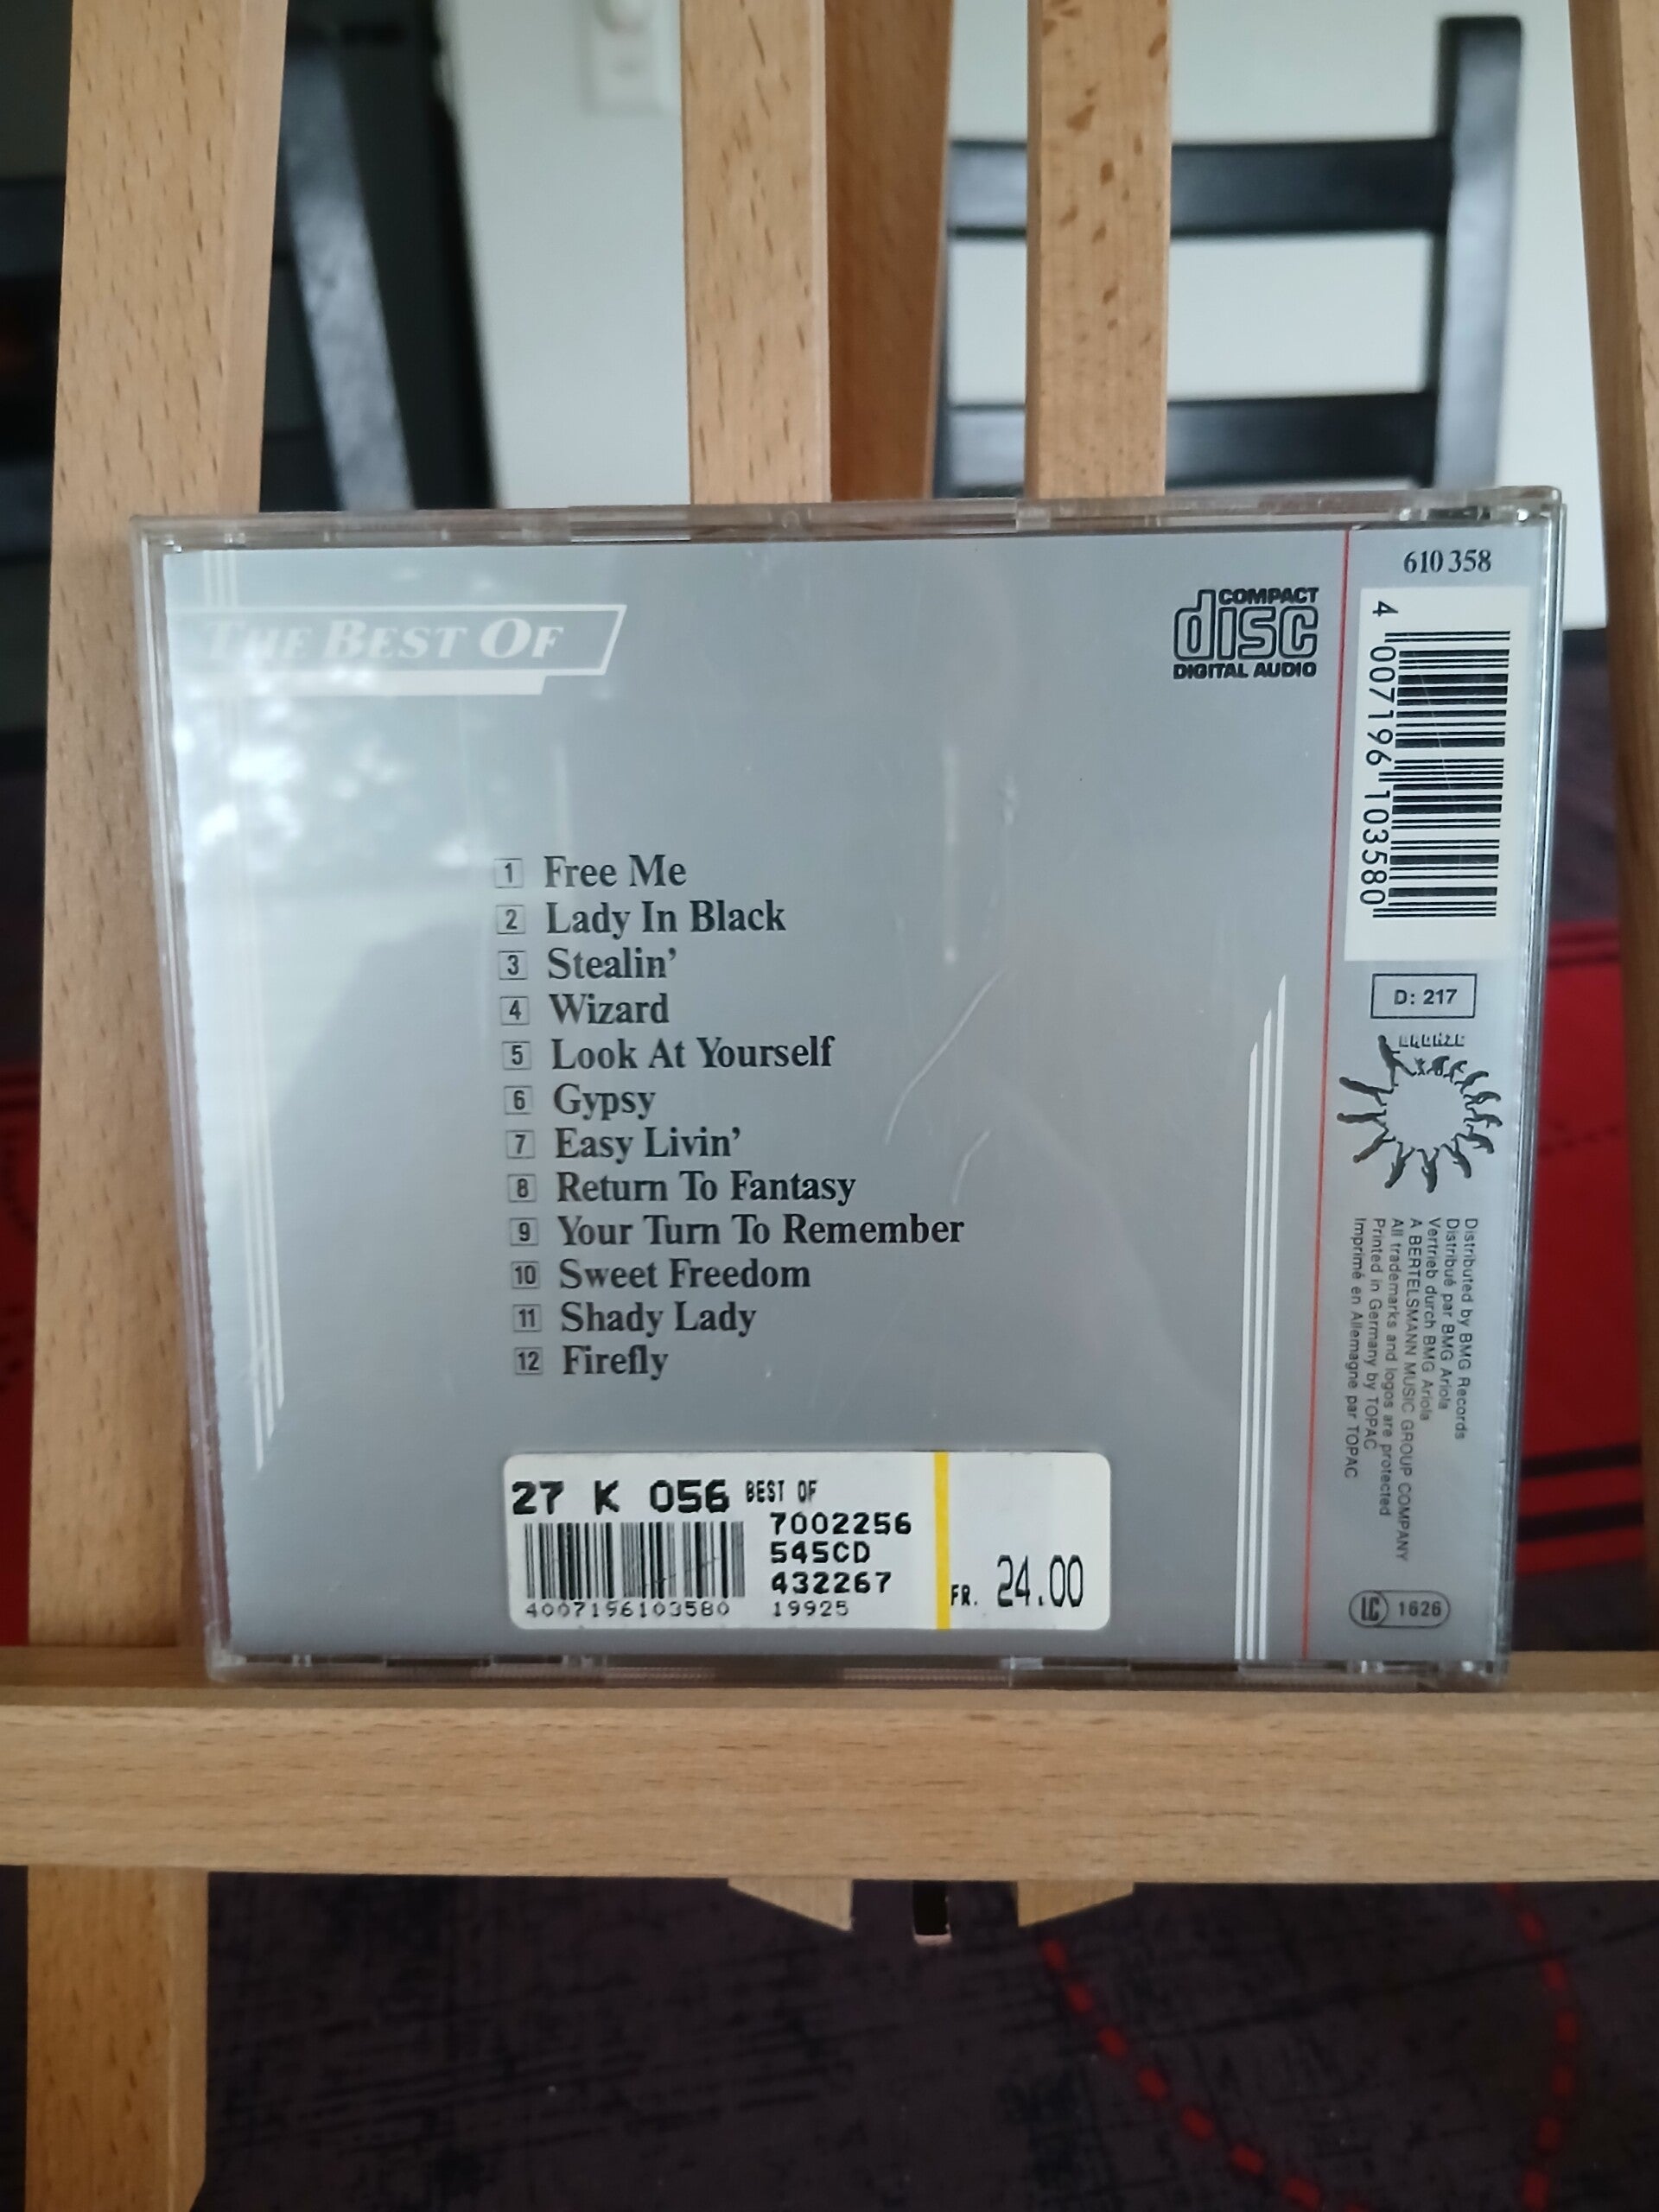 THE BEST OF
COMPACT
disc
DIGITAL AUDIO
1 Free Me
2 Lady In Black
3 Stealin'
4 Wizard
5 Look At Yourself
6 Gypsy
7 Easy Livin'
8 Return To Fantasy
9 Your Turn To Remember
10 Sweet Freedom
11 Shady Lady
12 Firefly
27 K 056 BEST OF
7002256
545CD
432267
4007196103580 19925
FR. 24.00
610 358
4 007196 103580
D: 217
BRONZE
Distributed by BMG Records
Distribué par BMG Ariola
Vertrieb durch BMG Ariola
A BERTELSMANN MUSIC GROUP COMPANY
All trademarks and logos are protected
Printed in Germany by TOPAC
Imprimé en Allemagne par TOPAC
LC 1626